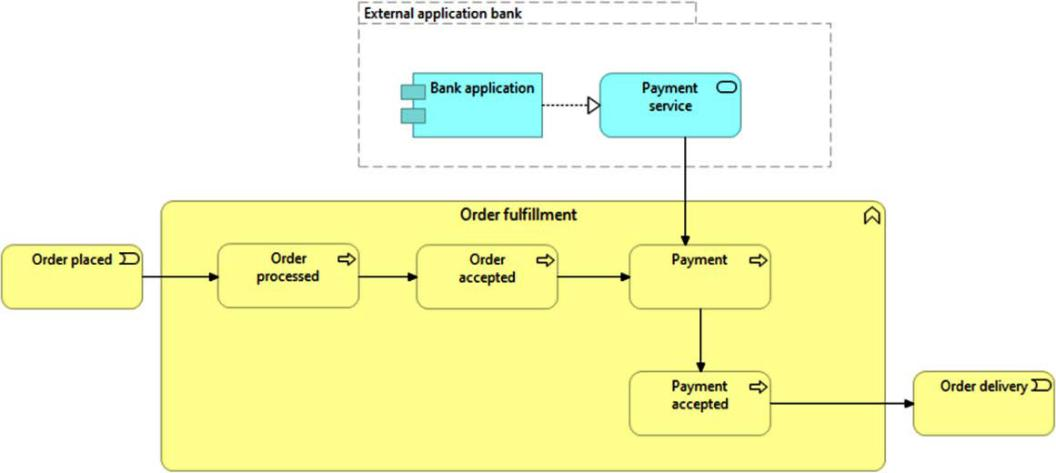 External application bank
Bank application
Payment
service
Order fulfillment
Order placed
Order
processed
Order
accepted
Payment
Payment
accepted
Order delivery